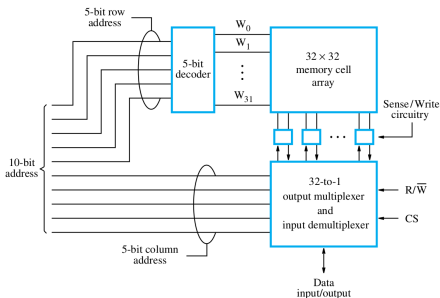 5-bit row
address
5-bit
decoder
W0
W1
W31
32 × 32
memory cell
array
Sense/Write
circuitry
10-bit
address
32-to-1
output multiplexer
and
input demultiplexer
R/W̅
CS
5-bit column
address
Data
input/output